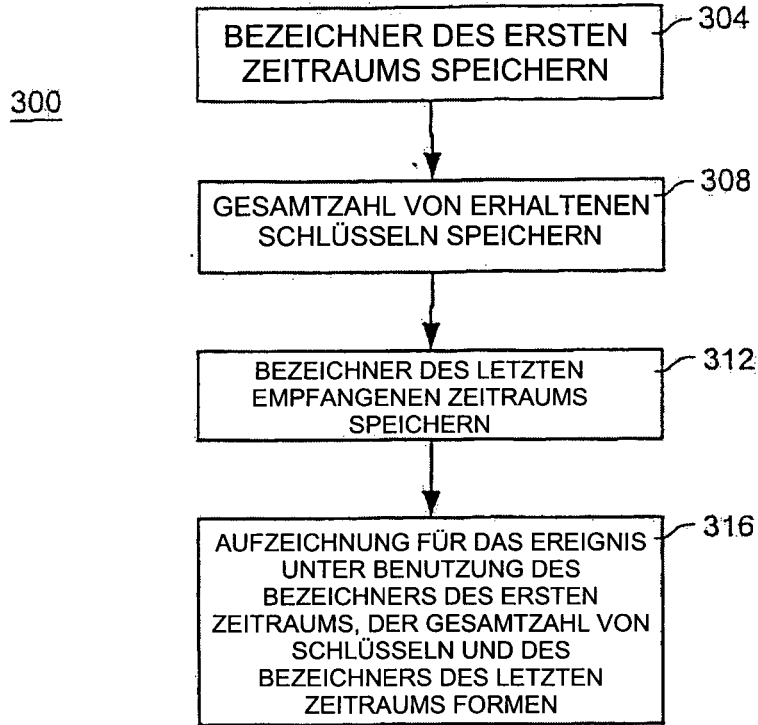 BEZEICHNER DES ERSTEN
ZEITRAUMS SPEICHERN
304
300
GESAMTZAHL VON ERHALTENEN
SCHLÜSSELN SPEICHERN
308
BEZEICHNER DES LETZTEN
EMPFANGENEN ZEITRAUMS
SPEICHERN
312
AUFZEICHNUNG FÜR DAS EREIGNIS
UNTER BENUTZUNG DES
BEZEICHNERS DES ERSTEN
ZEITRAUMS, DER GESAMTZAHL VON
SCHLÜSSELN UND DES
BEZEICHNERS DES LETZTEN
ZEITRAUMS FORMEN
316